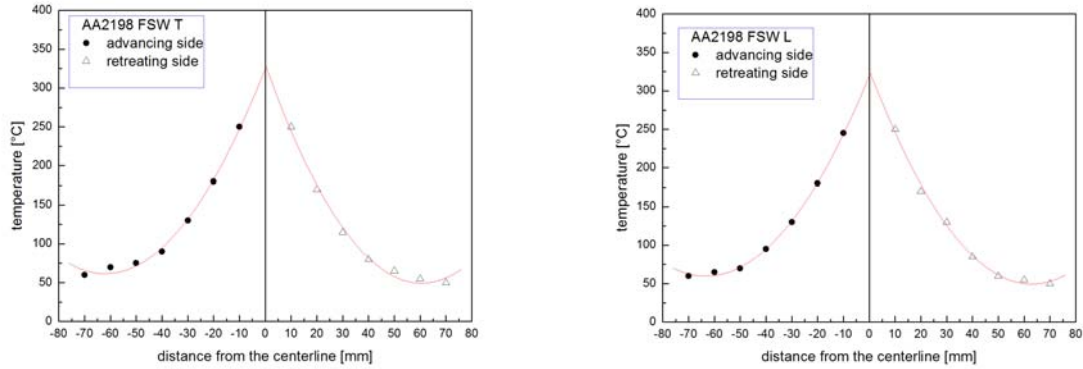 AA2198 FSW T
advancing side
retreating side
400
350
300
250
200
150
100
50
0
temperature [°C]
-80 -70 -60 -50 -40 -30 -20 -10 0 10 20 30 40 50 60 70 80
distance from the centerline [mm]
AA2198 FSW L
advancing side
retreating side
400
350
300
250
200
150
100
50
0
temperature [°C]
-80 -70 -60 -50 -40 -30 -20 -10 0 10 20 30 40 50 60 70 80
distance from the centerline [mm]